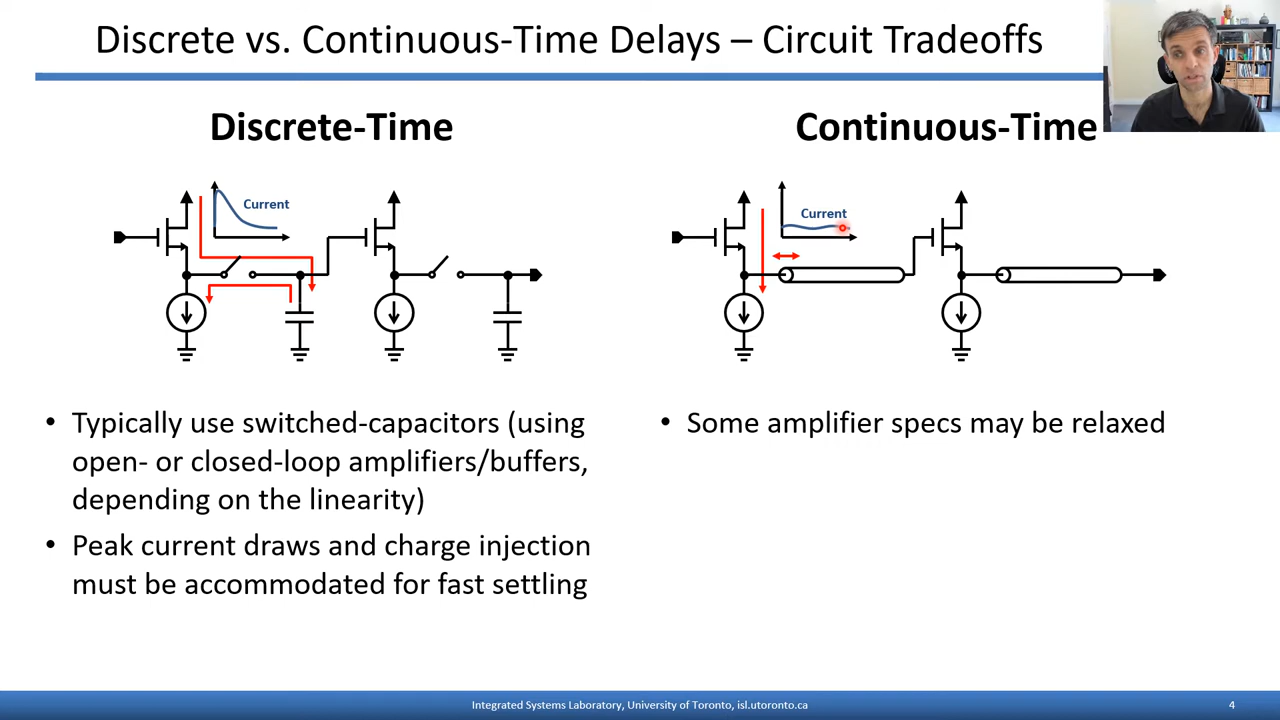 Discrete vs. Continuous-Time Delays – Circuit Tradeoffs
Discrete-Time
Continuous-Time
Current
Current
• Typically use switched-capacitors (using
open- or closed-loop amplifiers/buffers,
depending on the linearity)
• Peak current draws and charge injection
must be accommodated for fast settling
• Some amplifier specs may be relaxed
Integrated Systems Laboratory, University of Toronto, isl.utoronto.ca
4